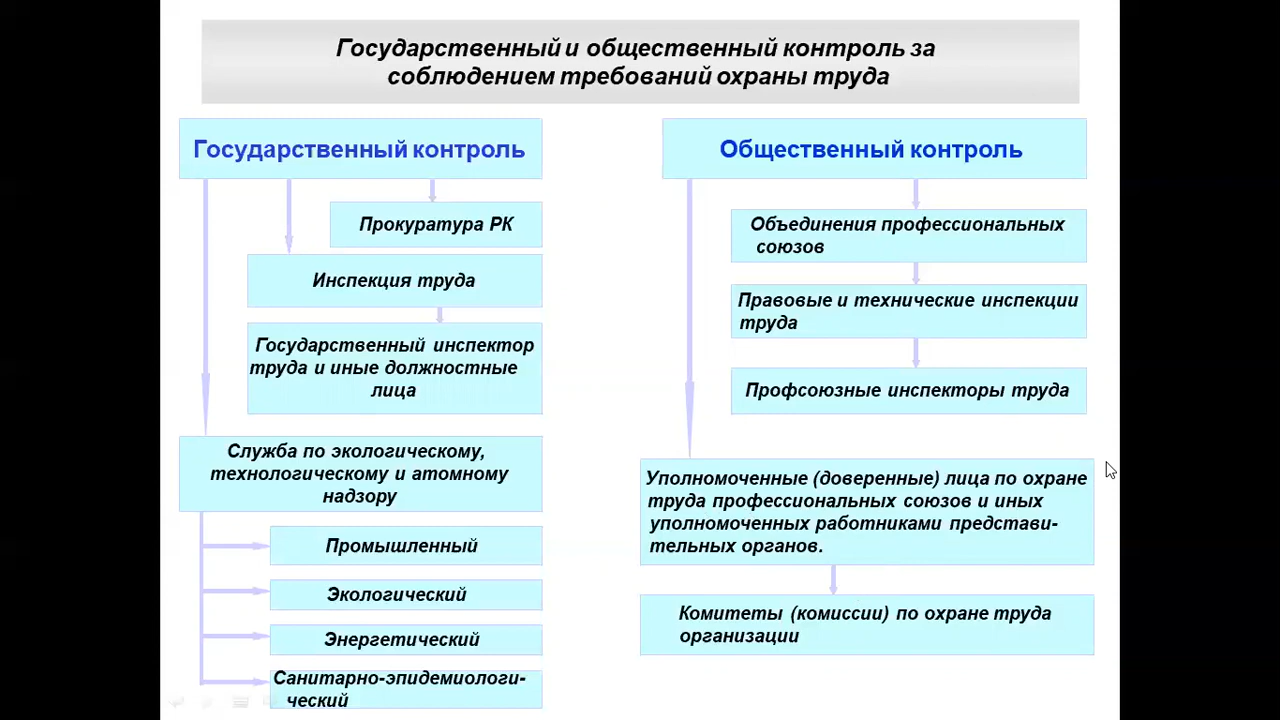 Государственный и общественный контроль за
соблюдением требований охраны труда
Государственный контроль
Прокуратура РК
Инспекция труда
Государственный инспектор
труда и иные должностные
лица
Служба по экологическому,
технологическому и атомному
надзору
Промышленный
Экологический
Энергетический
Санитарно-эпидемиологи-
ческий
Общественный контроль
Объединения профессиональных
союзов
Правовые и технические инспекции
труда
Профсоюзные инспекторы труда
Уполномоченные (доверенные) лица по охране
труда профессиональных союзов и иных
уполномоченных работниками представи-
тельных органов.
Комитеты (комиссии) по охране труда
организации